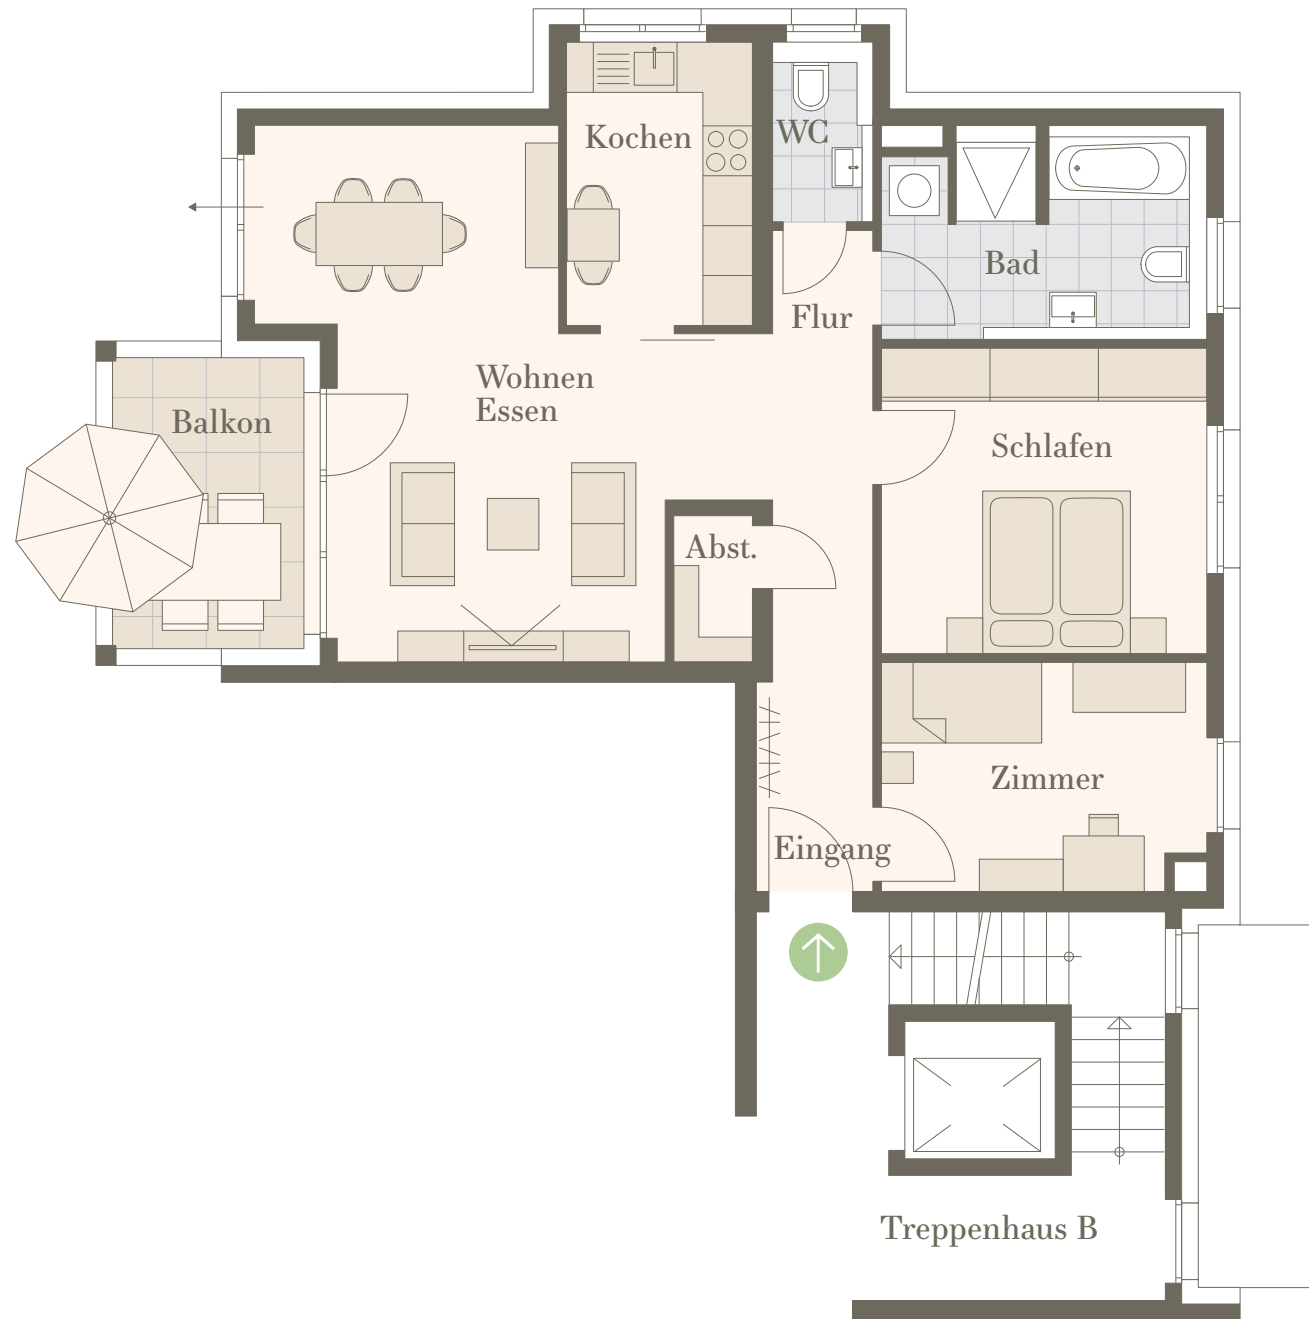 Kochen
WC
Bad
Flur
Wohnen
Essen
Balkon
Schlafen
Abst.
Zimmer
Eingang
Treppenhaus B